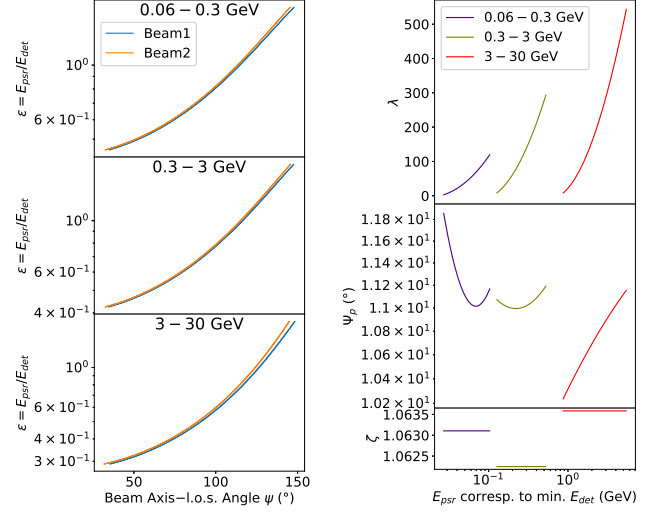 0.06 − 0.3 GeV
Beam1
Beam2
10⁰
6 × 10⁻¹
ε = E_psr/E_det
0.3 − 3 GeV
10⁰
6 × 10⁻¹
4 × 10⁻¹
ε = E_psr/E_det
3 − 30 GeV
10⁰
6 × 10⁻¹
4 × 10⁻¹
3 × 10⁻¹
ε = E_psr/E_det
50
100
150
Beam Axis−l.o.s. Angle ψ (°)
0.06 − 0.3 GeV
0.3 − 3 GeV
3 − 30 GeV
500
400
300
200
100
0
λ
1.18 × 10¹
1.16 × 10¹
1.14 × 10¹
1.12 × 10¹
1.1 × 10¹
1.08 × 10¹
1.06 × 10¹
1.04 × 10¹
1.02 × 10¹
Ψ_p (°)
1.0635
1.0630
1.0625
ζ
10⁻¹
10⁰
E_psr corresp. to min. E_det (GeV)